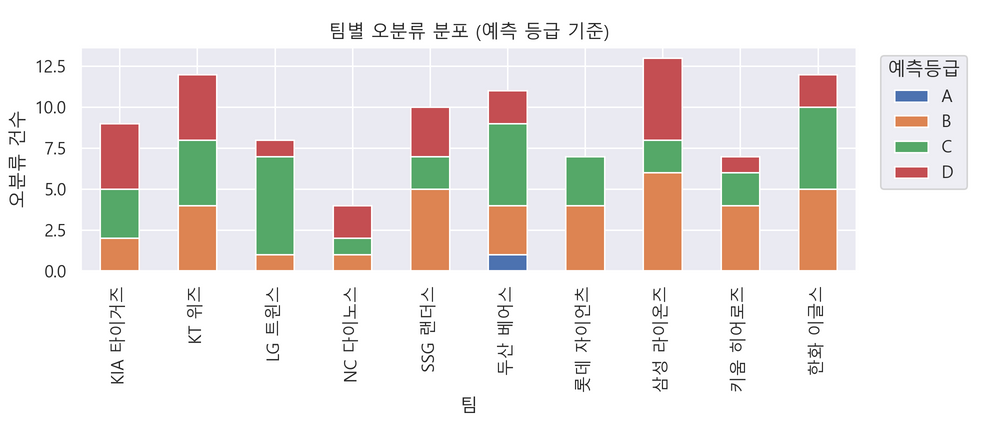 팀별 오분류 분포 (예측 등급 기준)
오분류 건수
12.5
10.0
7.5
5.0
2.5
0.0
KIA 타이거즈
KT 위즈
LG 트윈스
NC 다이노스
SSG 랜더스
두산 베어스
롯데 자이언츠
삼성 라이온즈
키움 히어로즈
한화 이글스
팀
예측등급
A
B
C
D